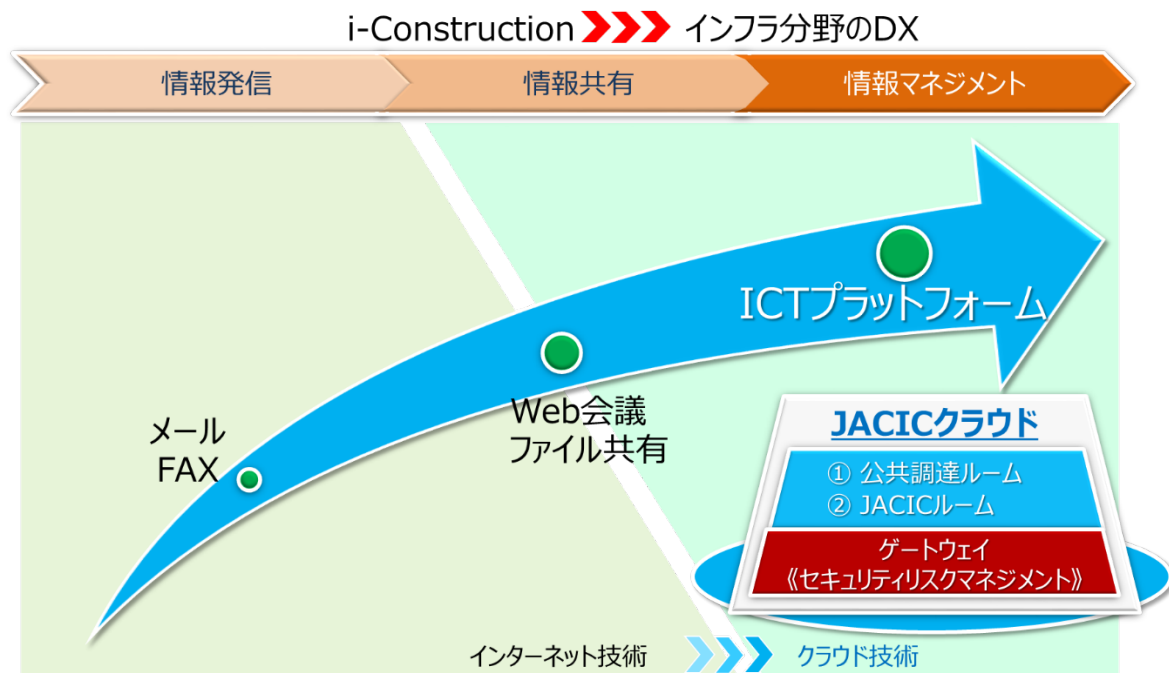 i-Construction インフラ分野のDX
情報発信
情報共有
情報マネジメント
ICTプラットフォーム
Web会議
ファイル共有
メール
FAX
JACICクラウド
① 公共調達ルーム
② JACICルーム
ゲートウェイ
《セキュリティリスクマネジメント》
インターネット技術
クラウド技術